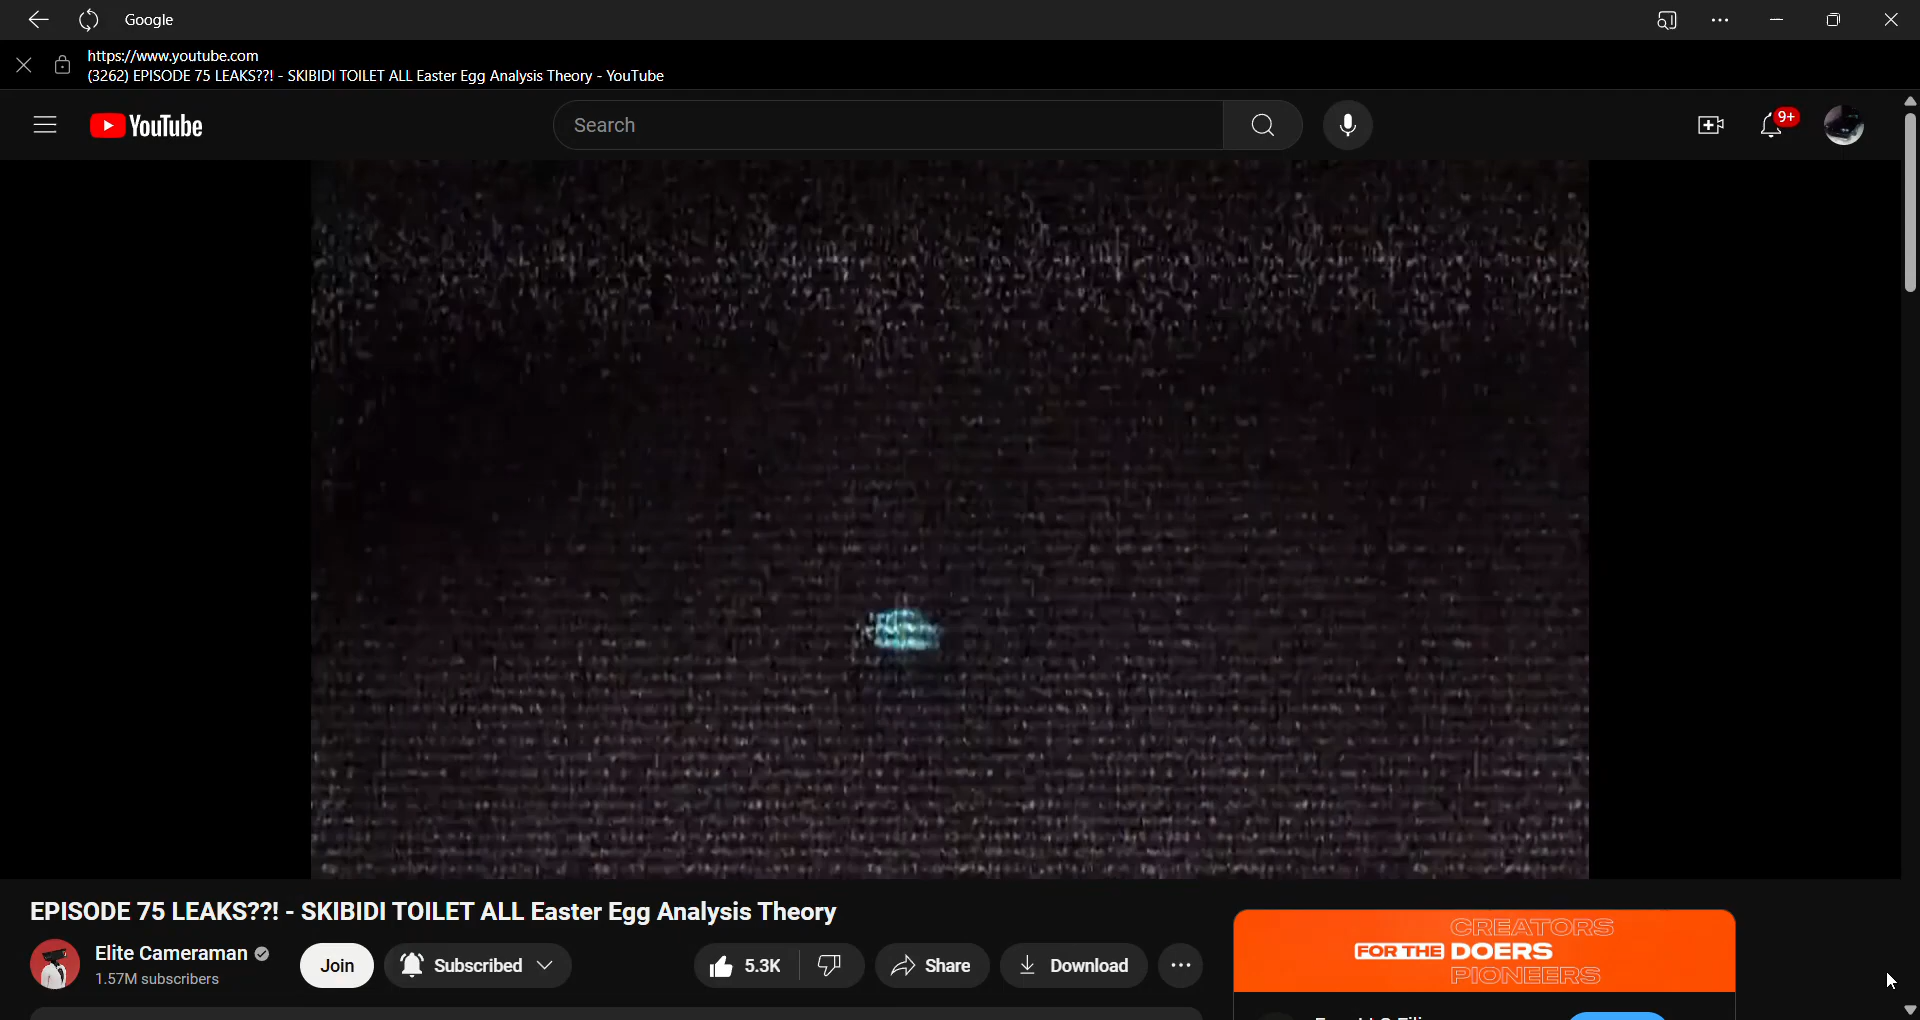 Google
https://www.youtube.com
(3262) EPISODE 75 LEAKS??! - SKIBIDI TOILET ALL Easter Egg Analysis Theory - YouTube
YouTube
Search
9+
EPISODE 75 LEAKS??! - SKIBIDI TOILET ALL Easter Egg Analysis Theory
Elite Cameraman
1.57M subscribers
Join
Subscribed
5.3K
Share
Download
CREATORS
FOR THE DOERS
PIONEERS